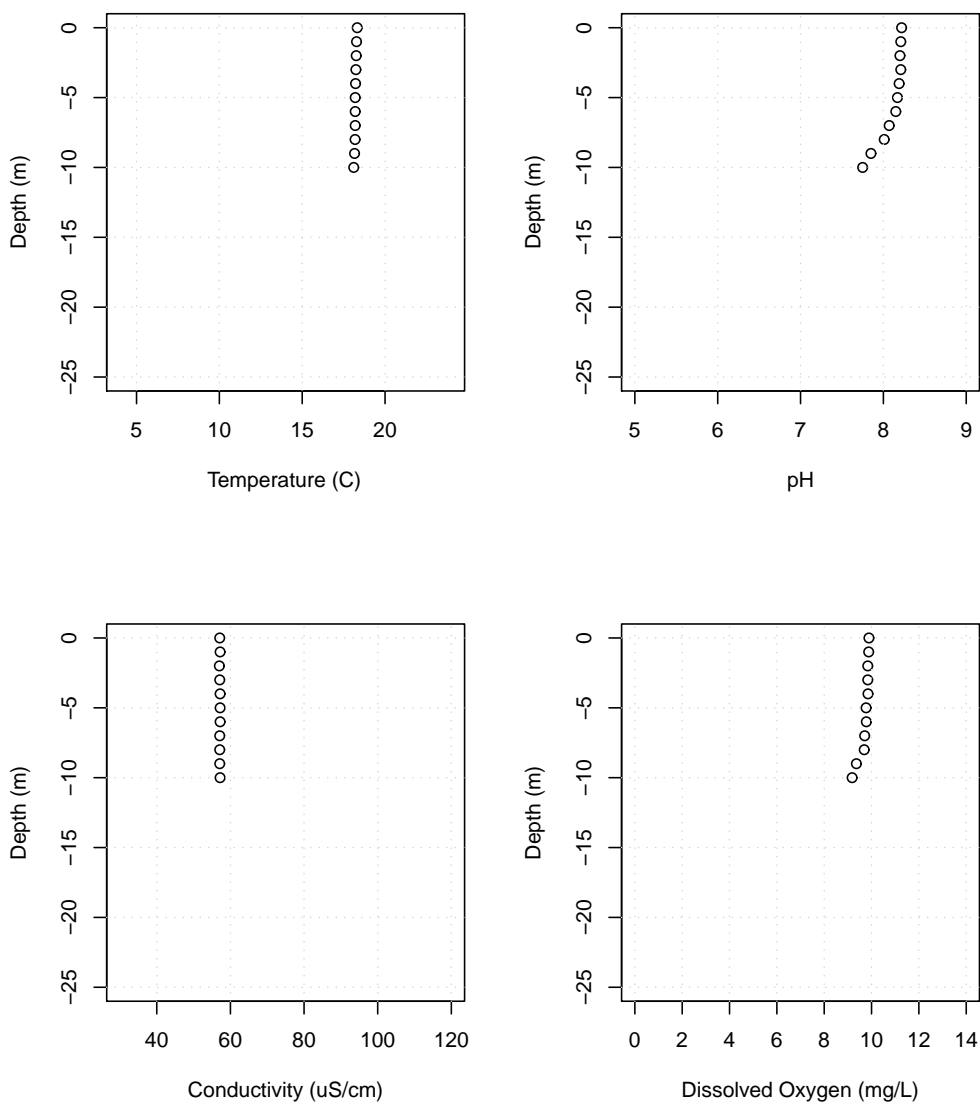 0
−5
−10
−15
−20
−25
Depth (m)
5 10 15 20
Temperature (C)
0
−5
−10
−15
−20
−25
Depth (m)
5 6 7 8 9
pH
0
−5
−10
−15
−20
−25
Depth (m)
40 60 80 100 120
Conductivity (uS/cm)
0
−5
−10
−15
−20
−25
Depth (m)
0 2 4 6 8 10 12 14
Dissolved Oxygen (mg/L)